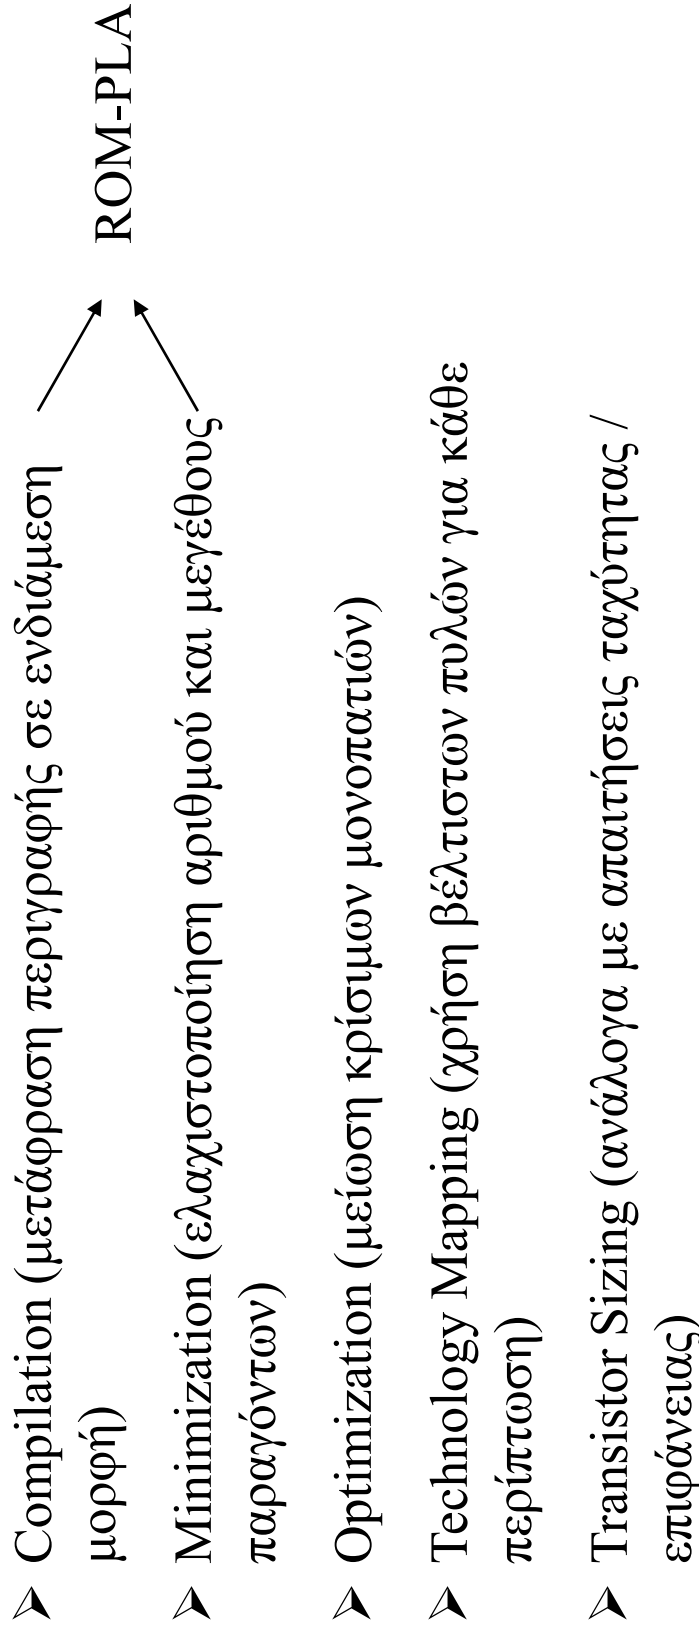 ➢ Compilation (μετάφραση περιγραφής σε ενδιάμεση
μορφή)
ROM-PLA
➢ Minimization (ελαχιστοποίηση αριθμού και μεγέθους
παραγόντων)
➢ Optimization (μείωση κρίσιμων μονοπατιών)
➢ Technology Mapping (χρήση βέλτιστων πυλών για κάθε
περίπτωση)
➢ Transistor Sizing (ανάλογα με απαιτήσεις ταχύτητας /
επιφάνειας)